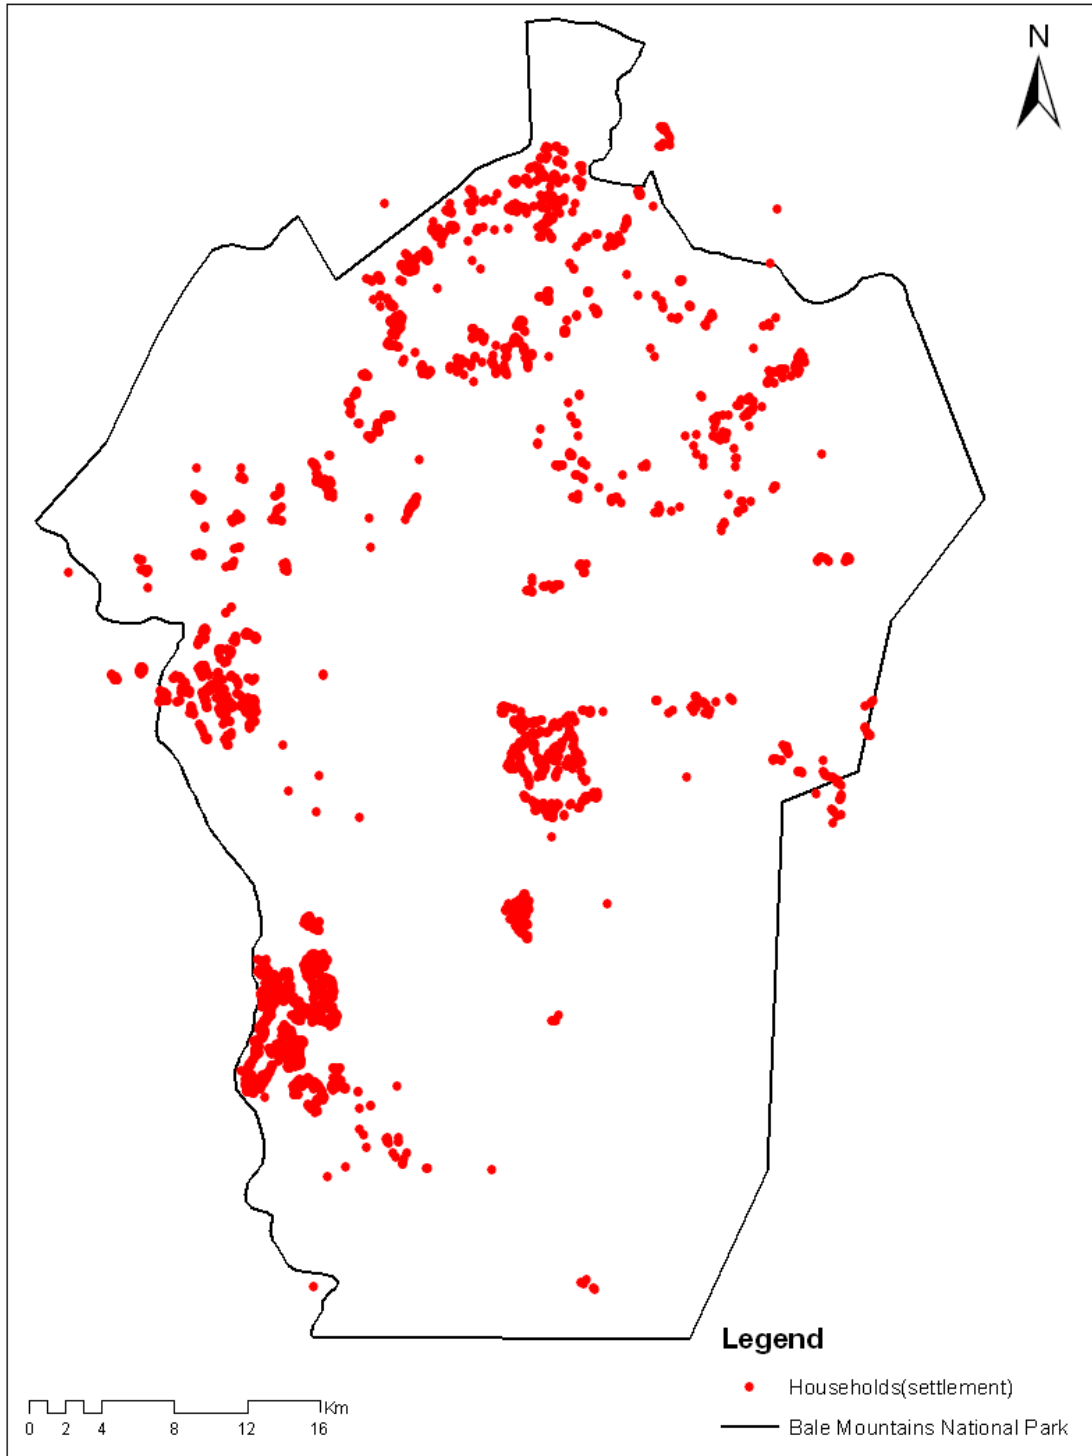 N
Legend
Households(settlement)
Bale Mountains National Park
Km
0 2 4 8 12 16